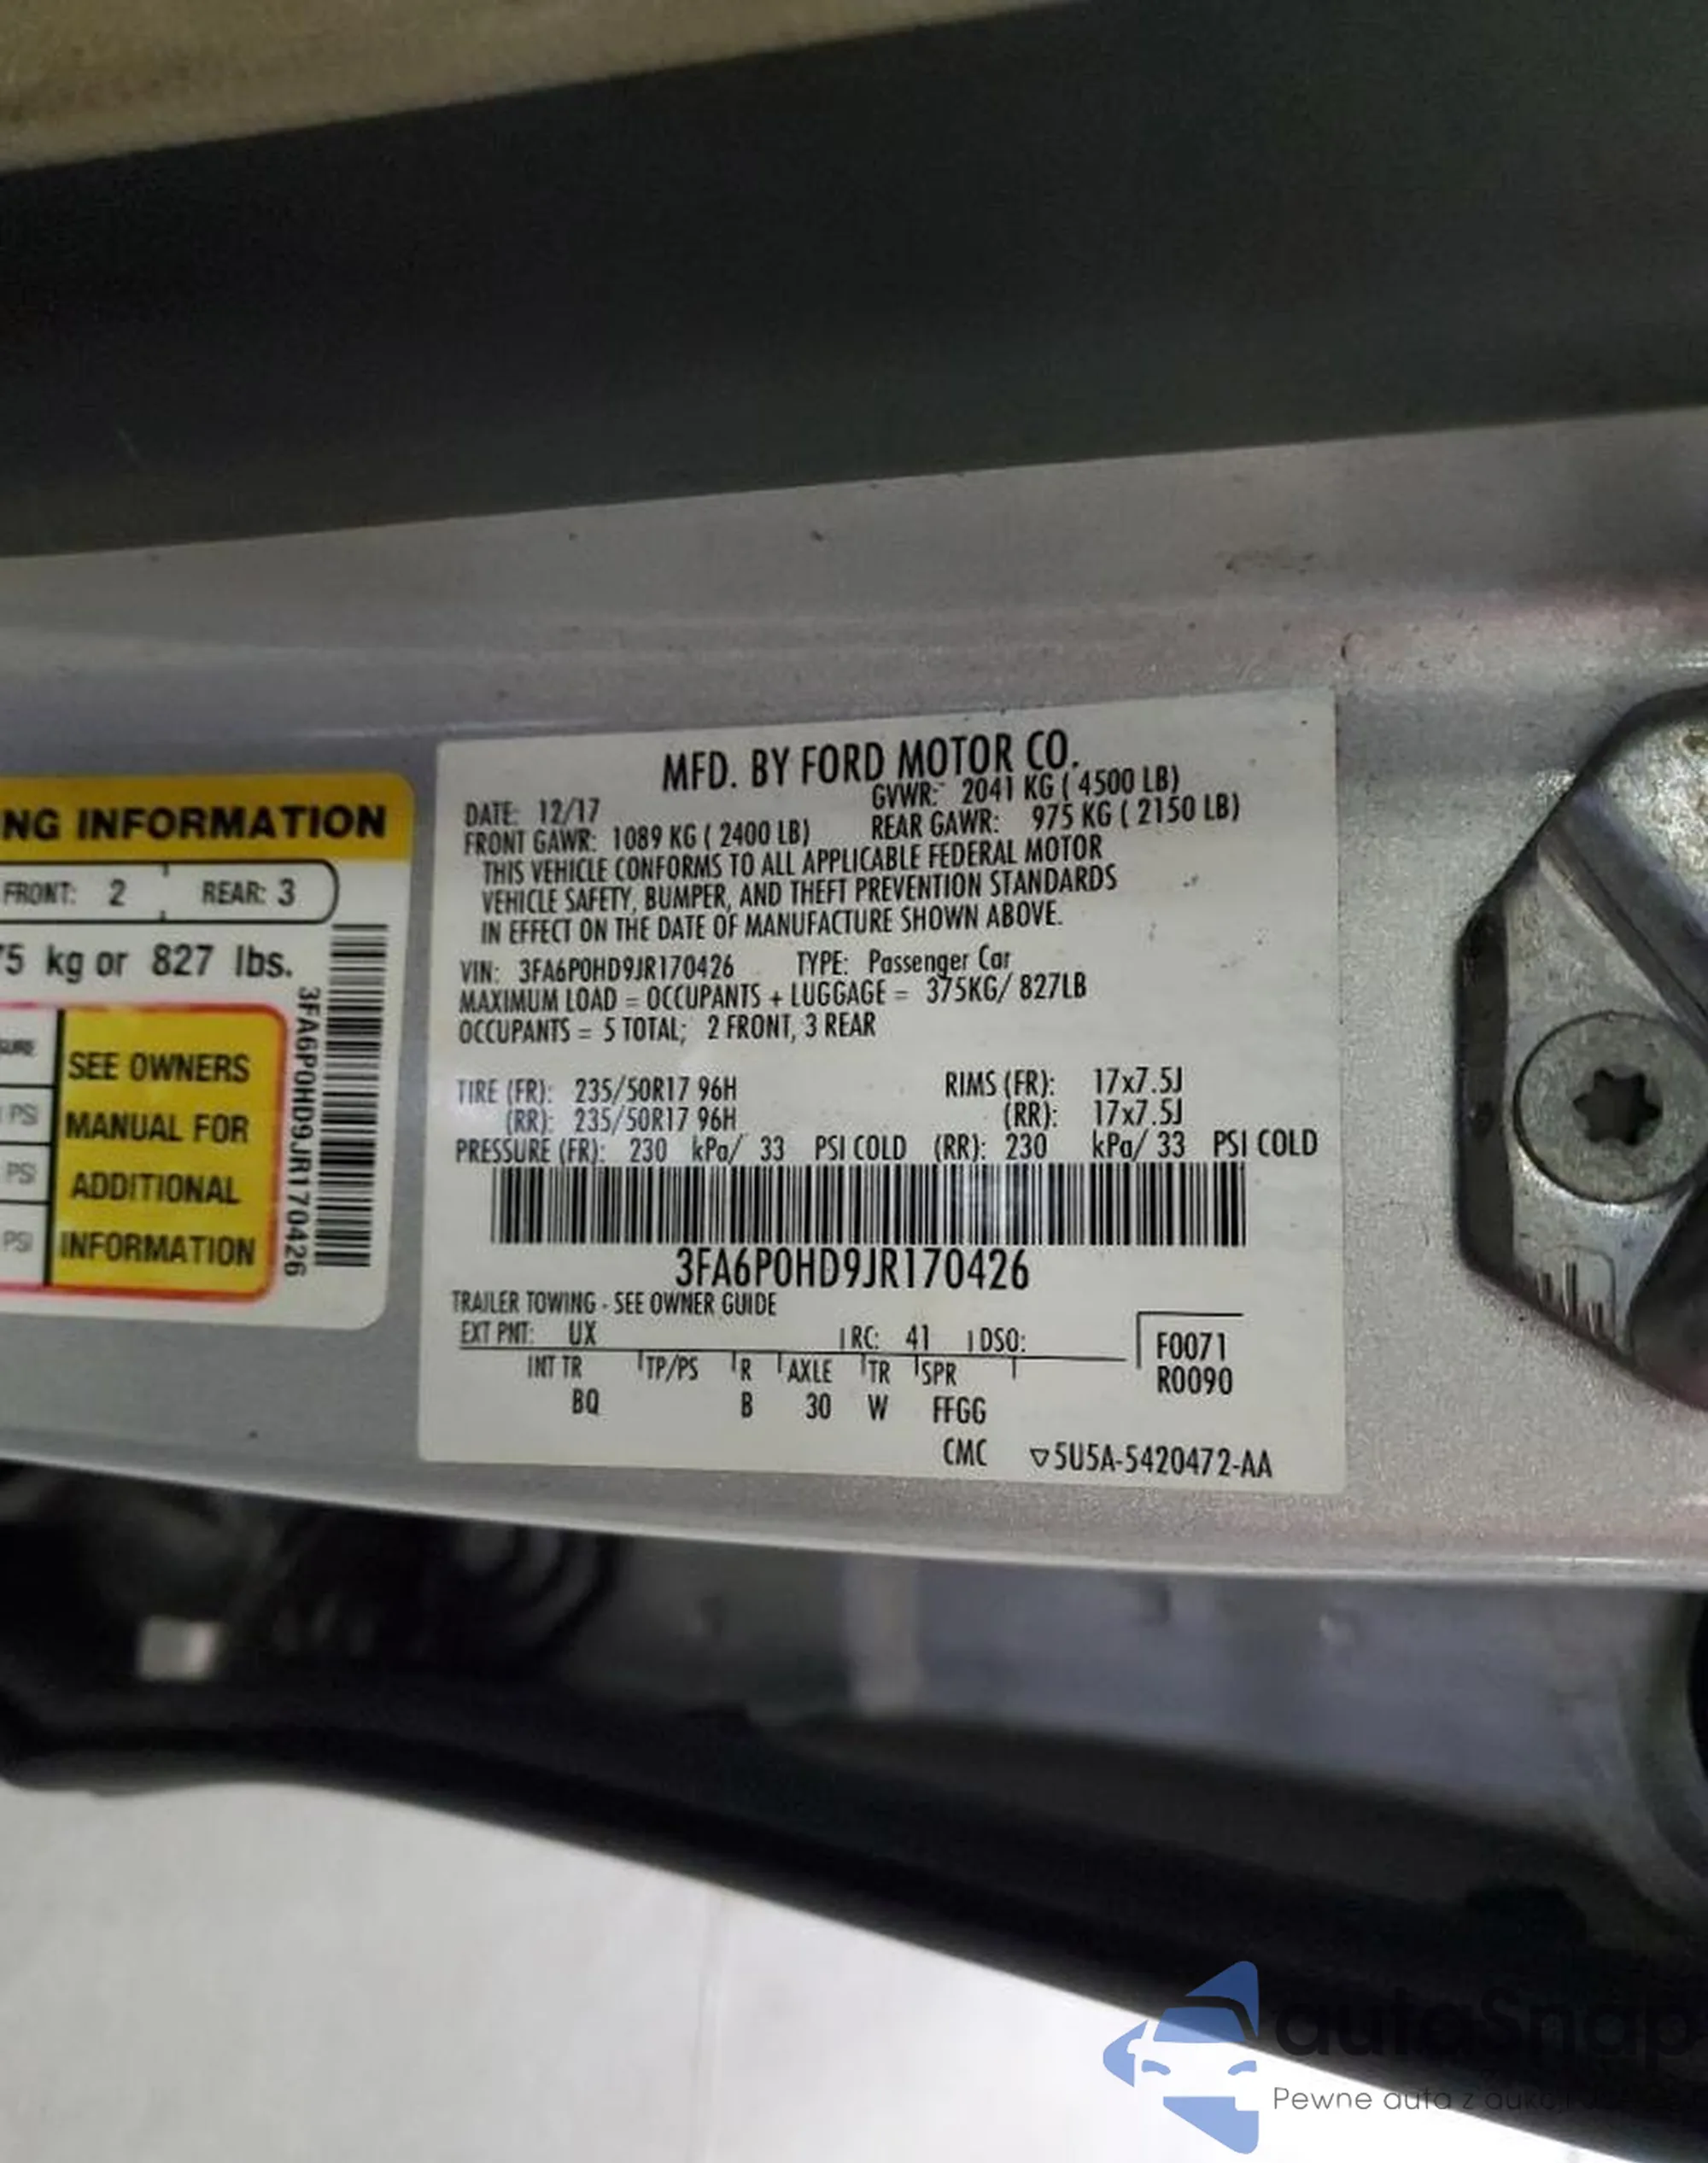 NG INFORMATION
FRONT: 2 REAR: 3
75 kg or 827 lbs.
SEE OWNERS
MANUAL FOR
ADDITIONAL
INFORMATION
PSI
PSI
PSI
3FA6P0HD9JR170426
MFD. BY FORD MOTOR CO.
DATE: 12/17 GVWR: 2041 KG ( 4500 LB)
FRONT GAWR: 1089 KG ( 2400 LB) REAR GAWR: 975 KG ( 2150 LB)
THIS VEHICLE CONFORMS TO ALL APPLICABLE FEDERAL MOTOR
VEHICLE SAFETY, BUMPER, AND THEFT PREVENTION STANDARDS
IN EFFECT ON THE DATE OF MANUFACTURE SHOWN ABOVE.
VIN: 3FA6P0HD9JR170426 TYPE: Passenger Car
MAXIMUM LOAD = OCCUPANTS + LUGGAGE = 375KG/ 827LB
OCCUPANTS = 5 TOTAL; 2 FRONT, 3 REAR
TIRE (FR): 235/50R17 96H RIMS (FR): 17x7.5J
(RR): 235/50R17 96H (RR): 17x7.5J
PRESSURE (FR): 230 kPa/ 33 PSI COLD (RR): 230 kPa/ 33 PSI COLD
3FA6P0HD9JR170426
TRAILER TOWING - SEE OWNER GUIDE
EXT PNT: UX RC: 41 DSO:
INT TR TP/PS R AXLE TR SPR
BQ B 30 W FFGG
F0071
R0090
CMC ▽5U5A-5420472-AA
autoSnap
Pewne auta z aukcji